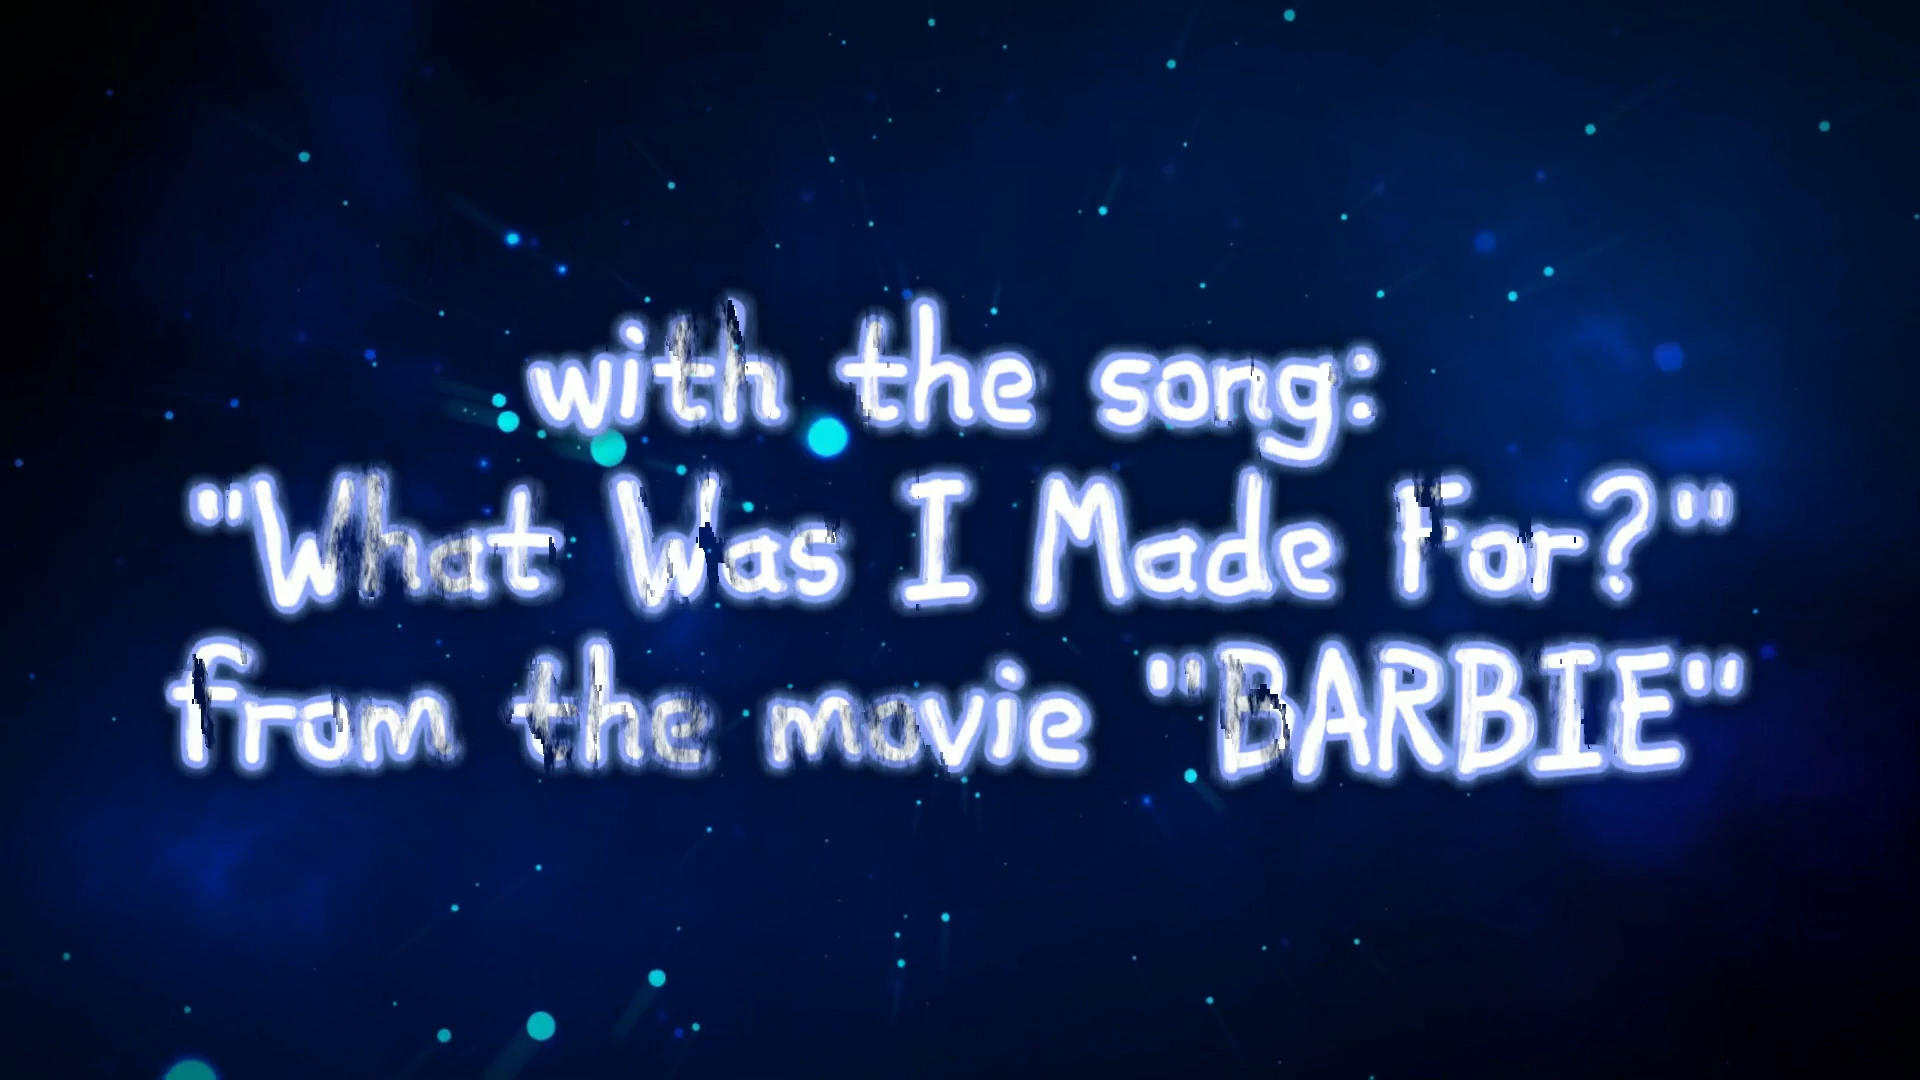 with the song:
"What Was I Made For?"
from the movie "BARBIE"